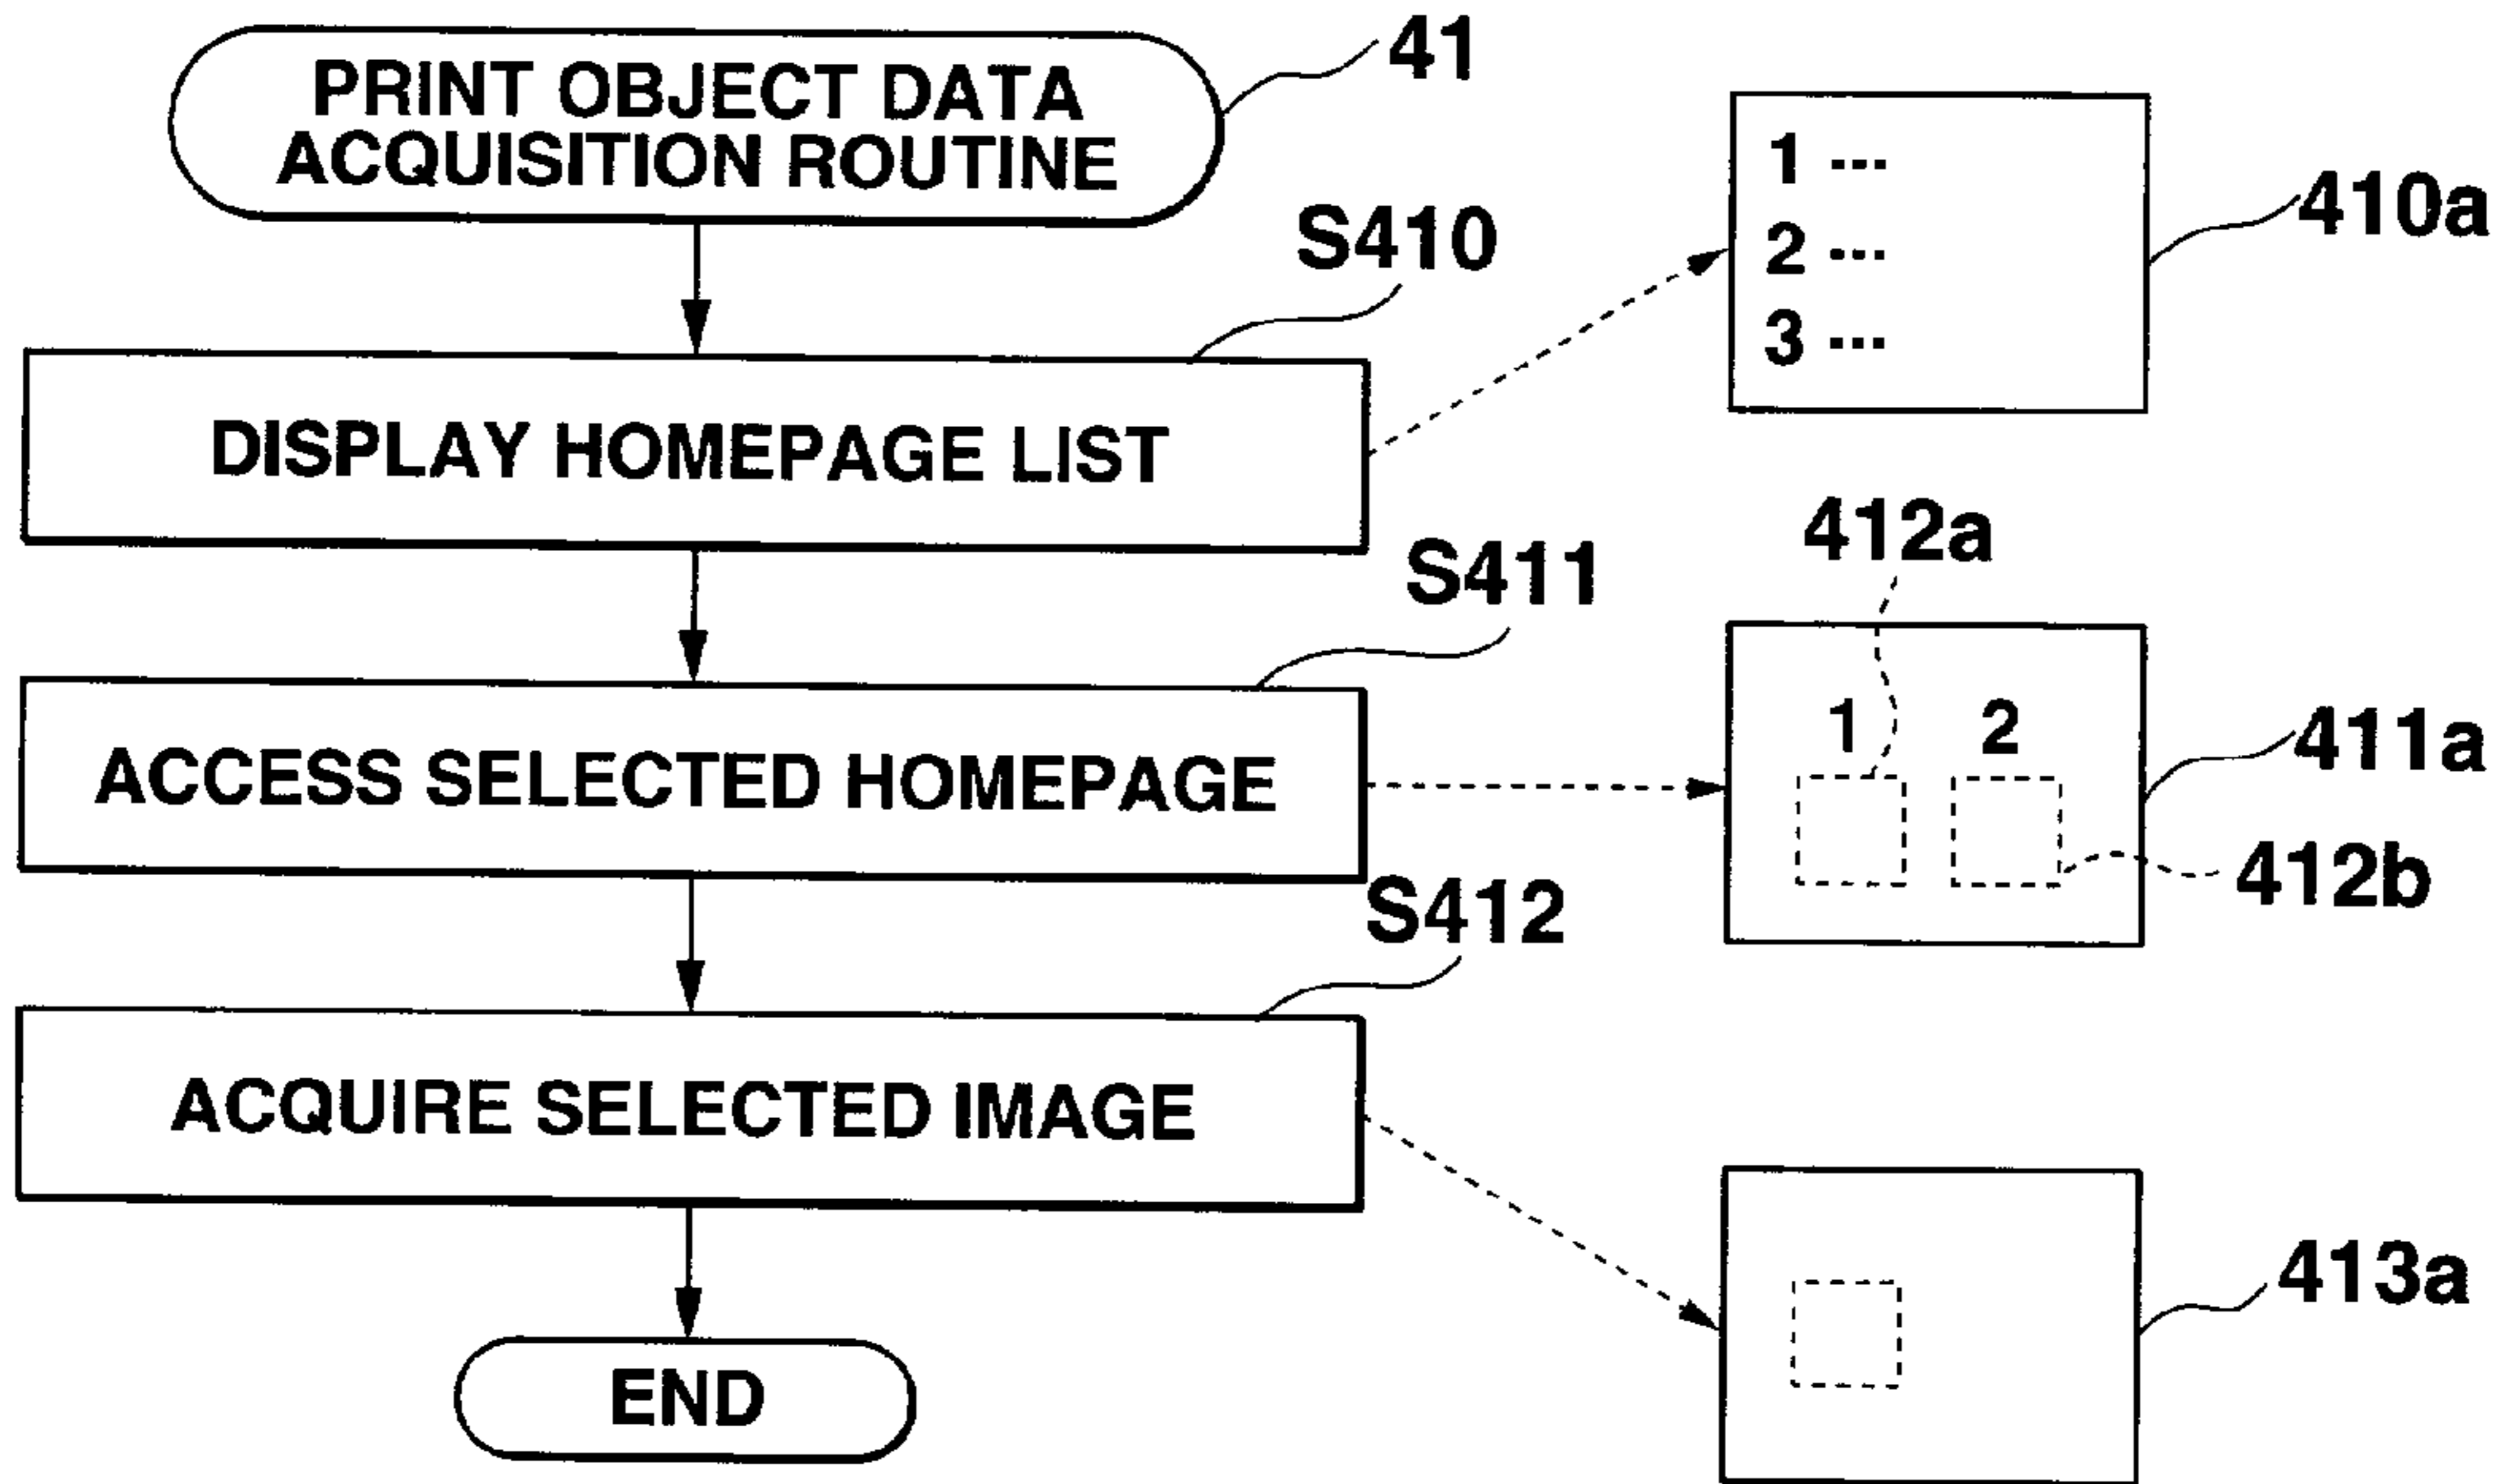 PRINT OBJECT DATA
ACQUISITION ROUTINE
41
S410
DISPLAY HOMEPAGE LIST
1 ...
2 ...
3 ...
410a
S411
ACCESS SELECTED HOMEPAGE
412a
1 2
411a
412b
S412
ACQUIRE SELECTED IMAGE
413a
END